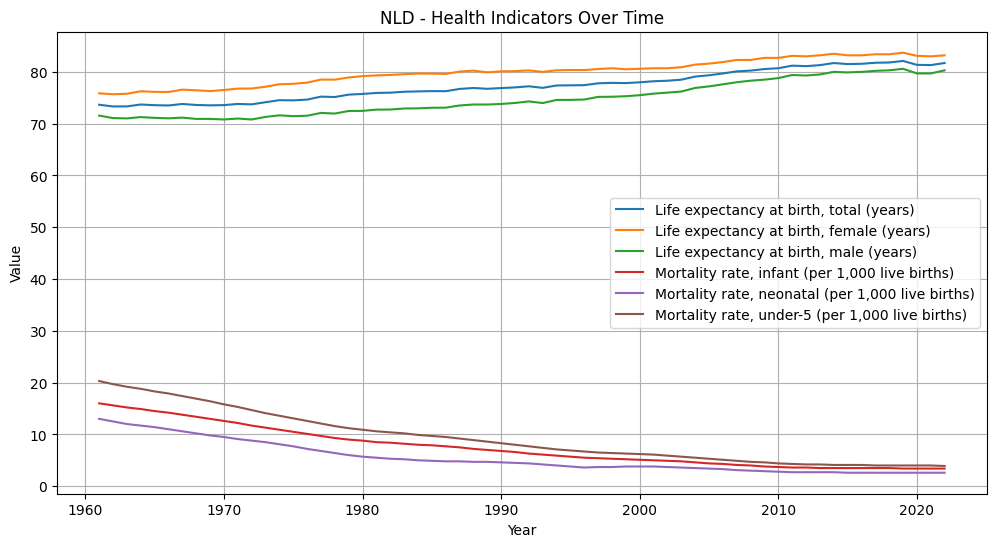 NLD - Health Indicators Over Time
Value
80
70
60
50
40
30
20
10
0
Life expectancy at birth, total (years)
Life expectancy at birth, female (years)
Life expectancy at birth, male (years)
Mortality rate, infant (per 1,000 live births)
Mortality rate, neonatal (per 1,000 live births)
Mortality rate, under-5 (per 1,000 live births)
1960 1970 1980 1990 2000 2010 2020
Year